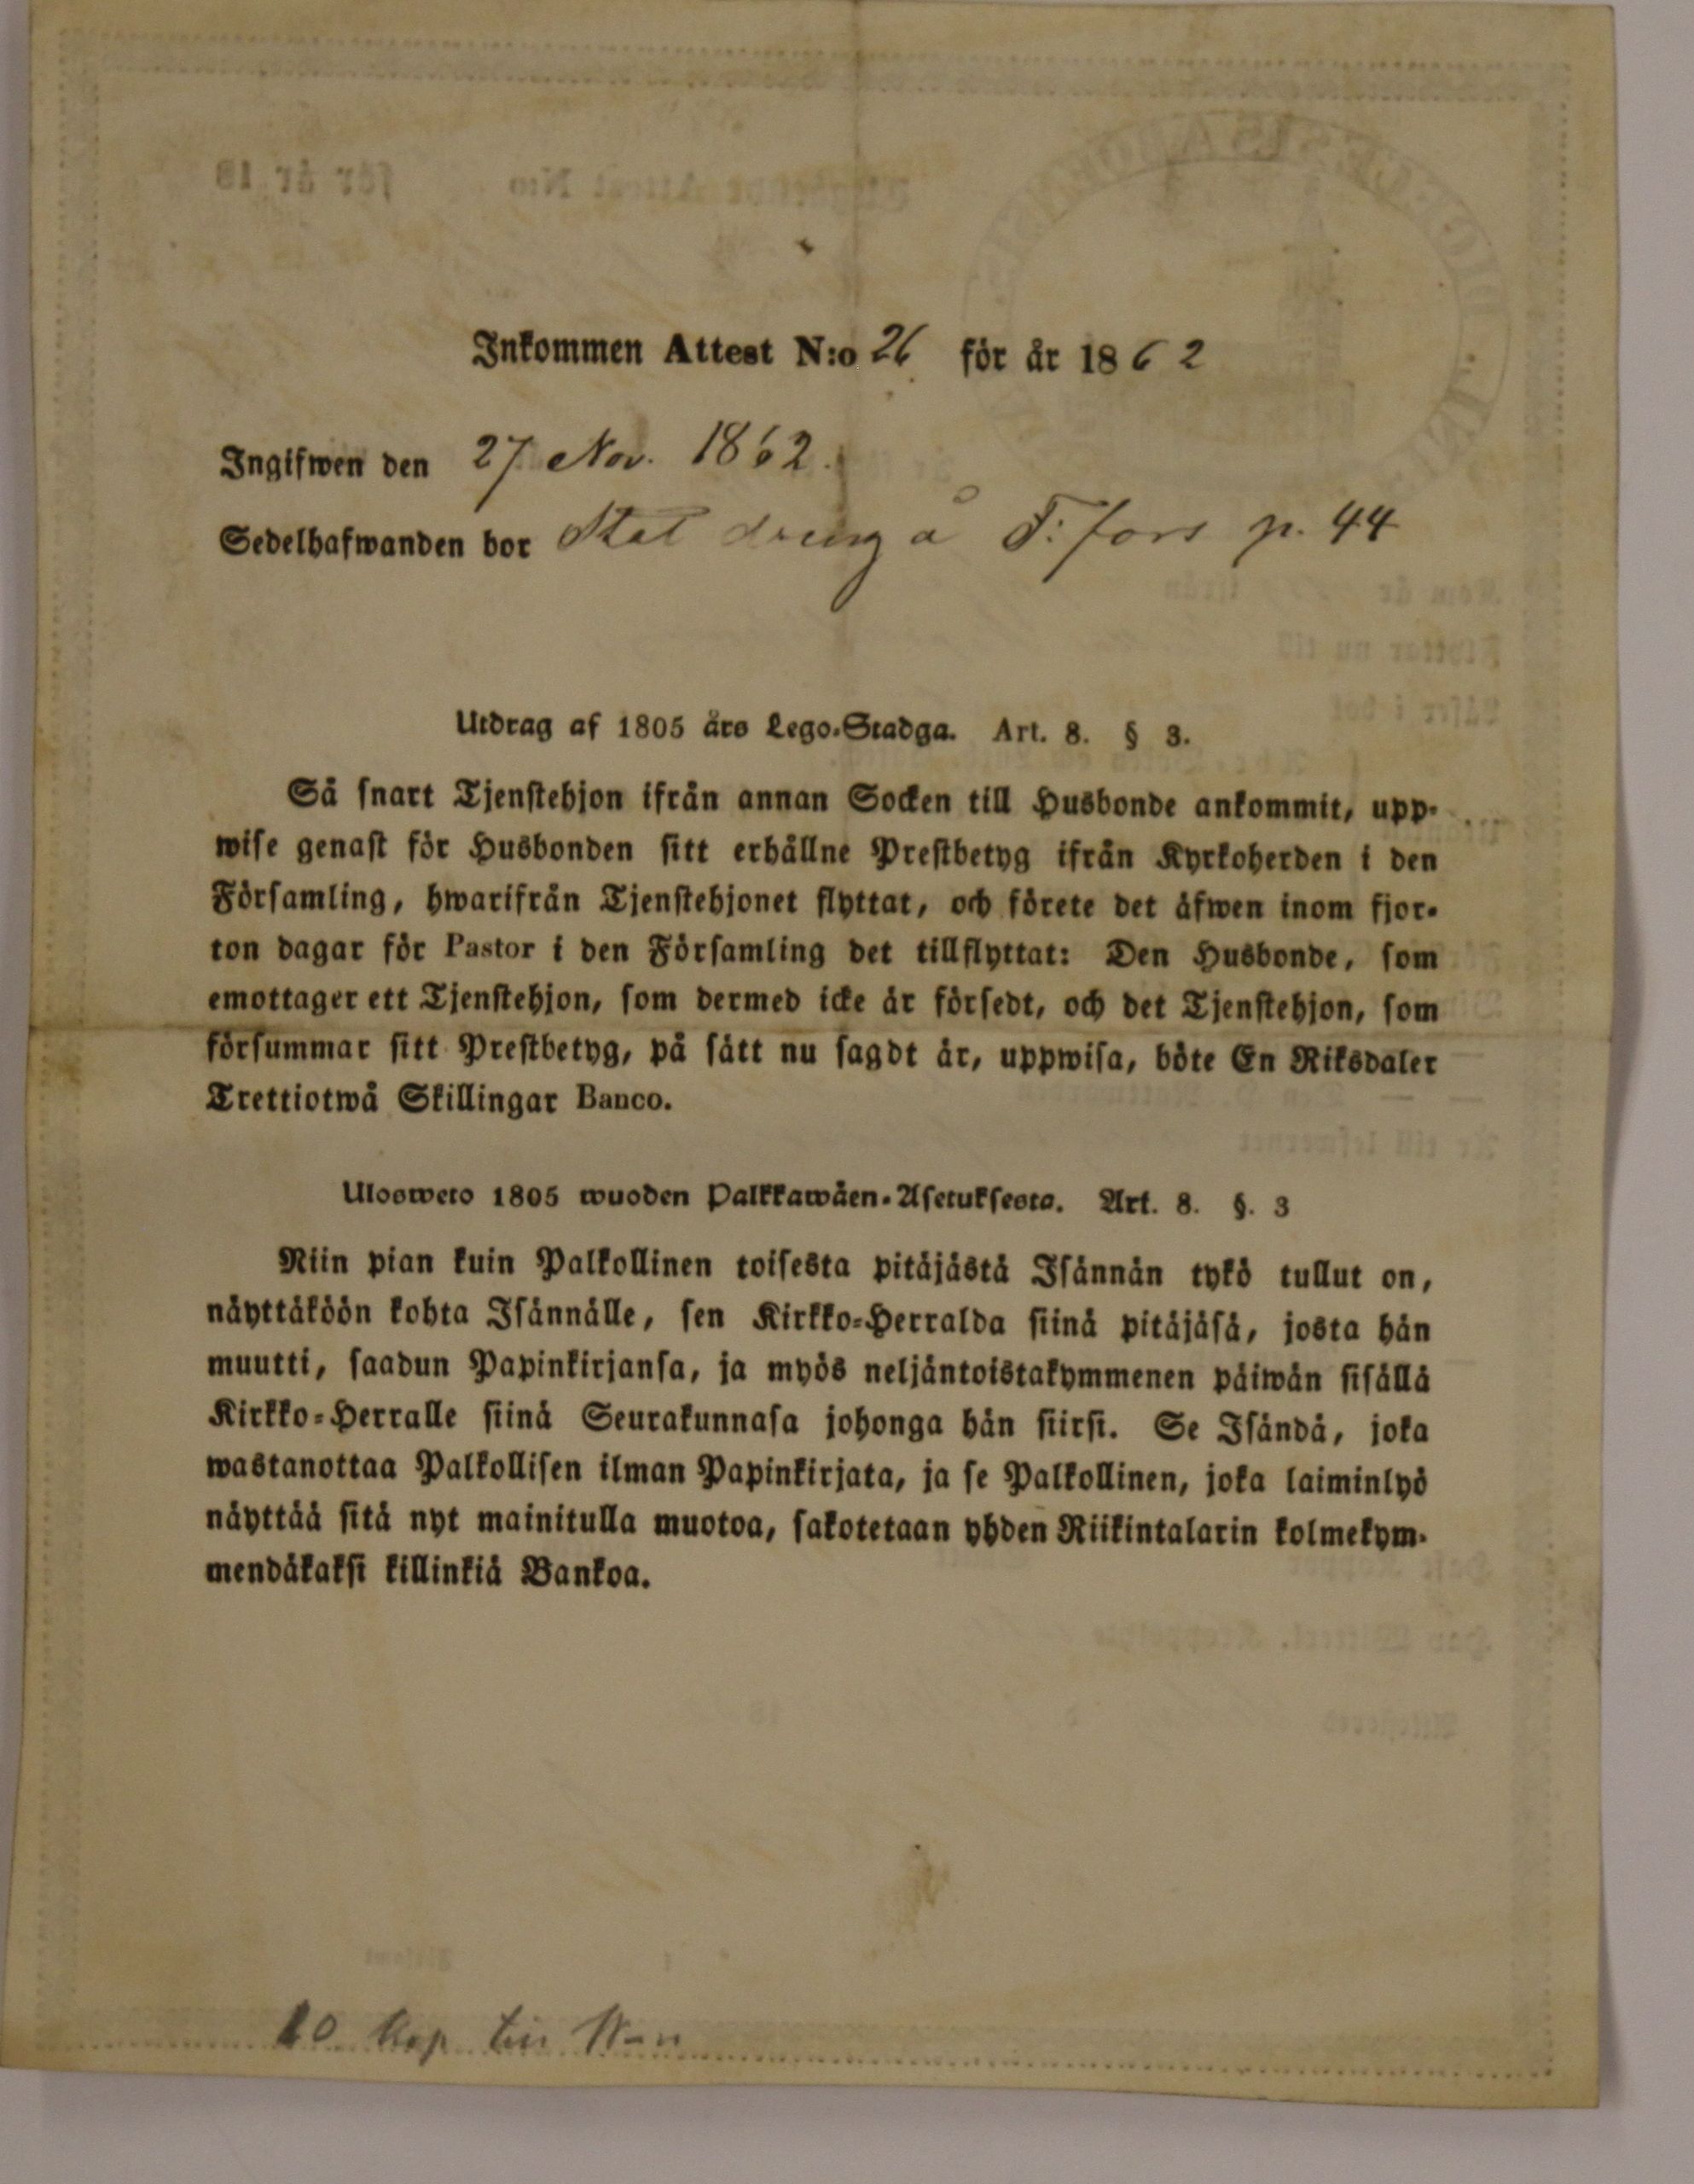 Inkommen Attest N:o 26 för år 1862
Ingifwen den 27 Nov. 1862.
Sedelhafwanden bor Stat dreng å F:fors p. 44
Utdrag af 1805 års Lego-Stadga. Art. 8. § 3.
Så snart Tjenstehjon ifrån annan Socken till Husbonde ankommit, upp-
wise genast för Husbonden sitt erhållne Prestbetyg ifrån Kyrkoherden i den
Församling, hwarifrån Tjenstehjonet flyttat, och förete det äfwen inom fjor-
ton dagar för Pastor i den Församling det tillflyttat: Den Husbonde, som
emottager ett Tjenstehjon, som dermed icke är försedt, och det Tjenstehjon, som
försummar sitt Prestbetyg, på sätt nu sagdt är, uppwisa, böte En Riksdaler
Trettiotwå Skillingar Banco.
Ulosweto 1805 wuoden Palkkawäen-Asetuksesta. Art. 8. §. 3
Niin pian kuin Palkollinen toisesta pitäjästä Isännän tykö tullut on,
näyttäköön kohta Isännälle, sen Kirkko-Herralda siinä pitäjäsä, josta hän
muutti, saadun Papinkirjansa, ja myös neljäntoistakymmenen päiwän sisällä
Kirkko-Herralle siinä Seurakunnasa johonga hän siirsi. Se Isändä, joka
wastanottaa Palkollisen ilman Papinkirjata, ja se Palkollinen, joka laiminlyö
näyttää sitä nyt mainitulla muotoa, sakotetaan yhden Riikintalarin kolmekym-
mendäkaksi killinkiä Bankoa.
10 Kop